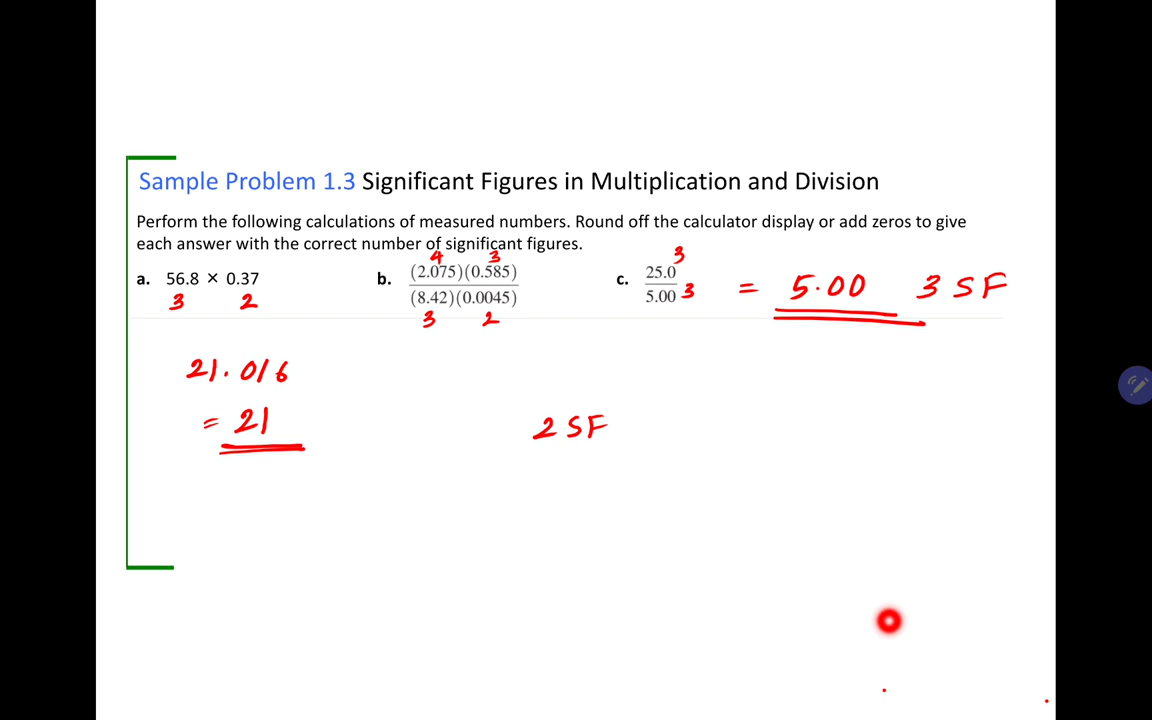 Sample Problem 1.3 Significant Figures in Multiplication and Division
Perform the following calculations of measured numbers. Round off the calculator display or add zeros to give
each answer with the correct number of significant figures.
4 3 3
a. 56.8 × 0.37 b. (2.075)(0.585) / (8.42)(0.0045) c. 25.0 / 5.00 3 = 5.00 3 SF
3 2 3 2
21.016
= 21 2 SF